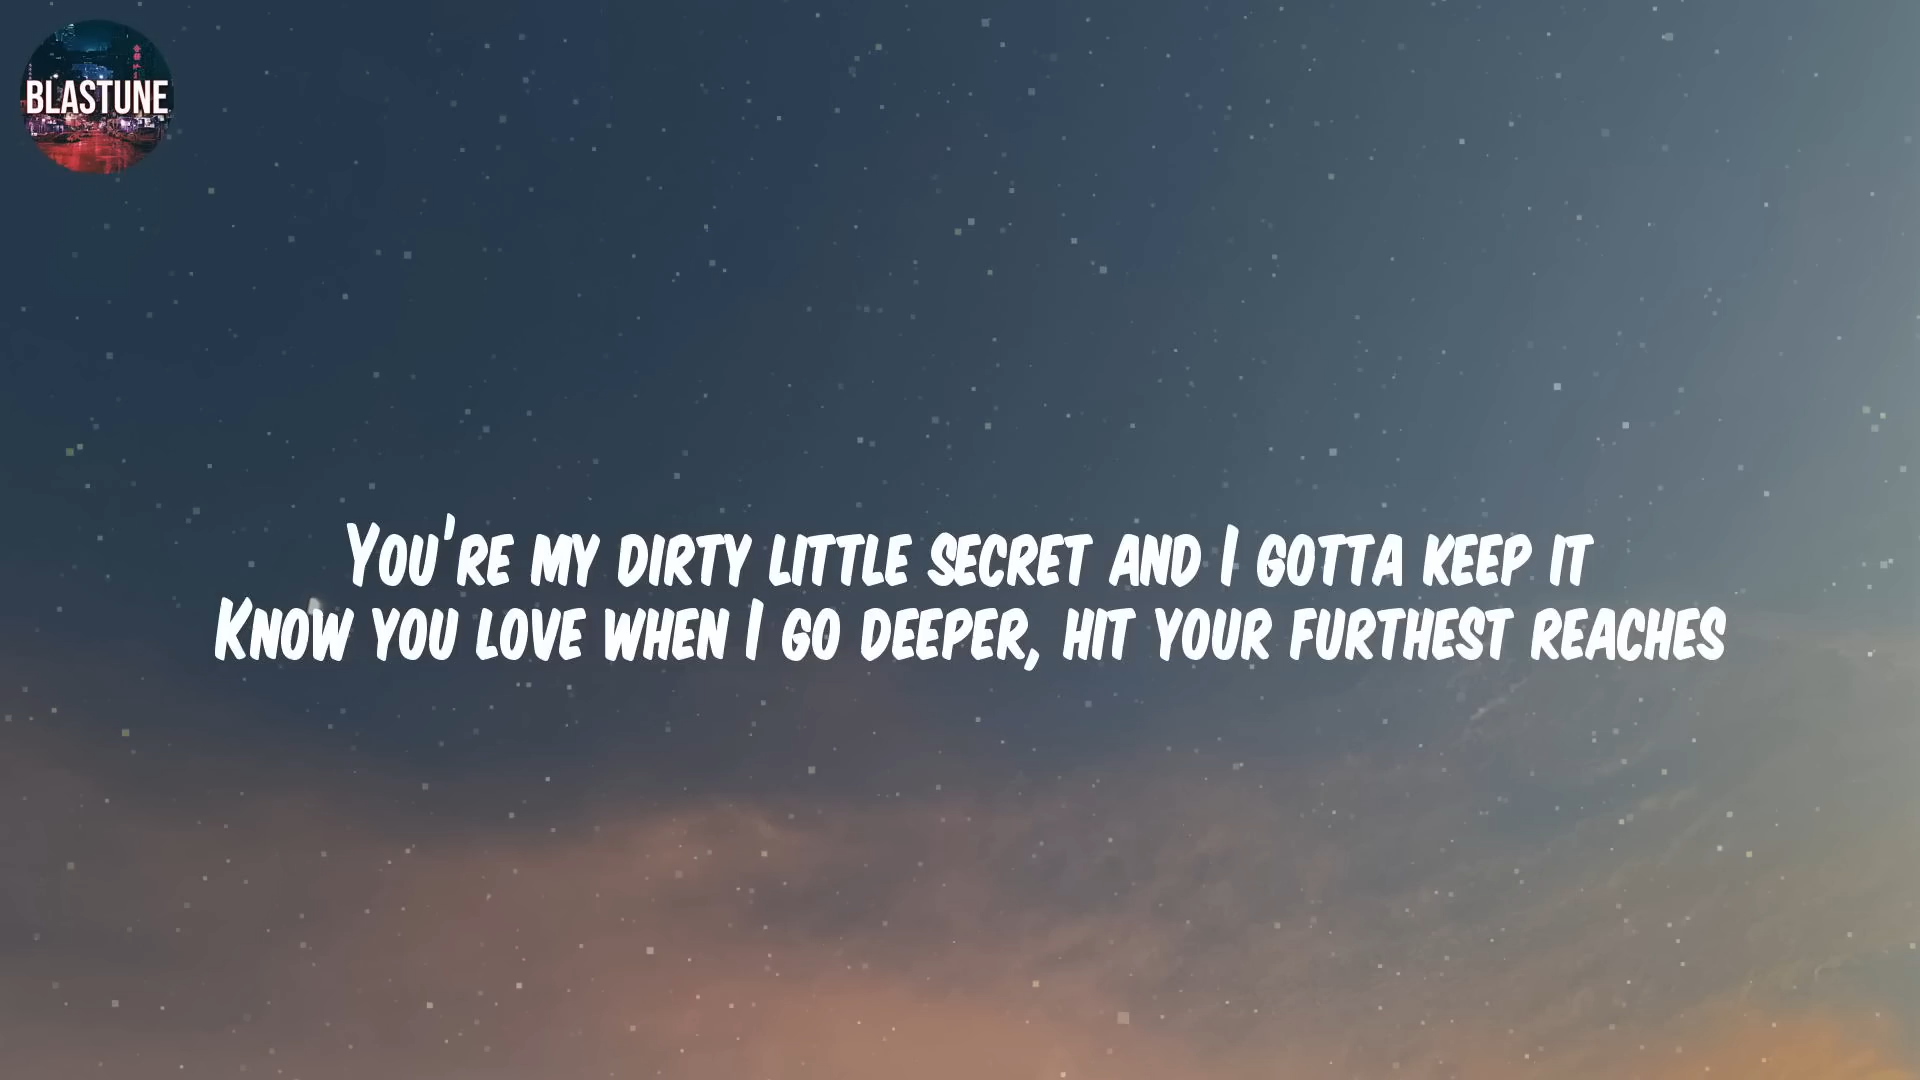 BLASTUNE
You're my dirty little secret and I gotta keep it
Know you love when I go deeper, hit your furthest reaches